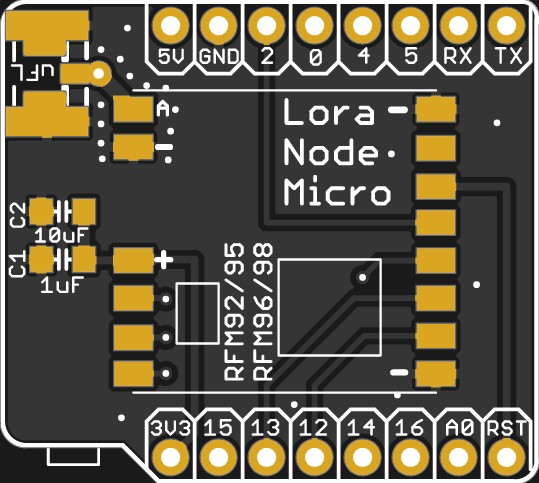 5V GND 2 0 4 5 RX TX
uFL
A
-
Lora -
Node
Micro
C2
10uF
C1
1uF
+
RFM92/95
RFM96/98
-
3V3 15 13 12 14 16 A0 RST